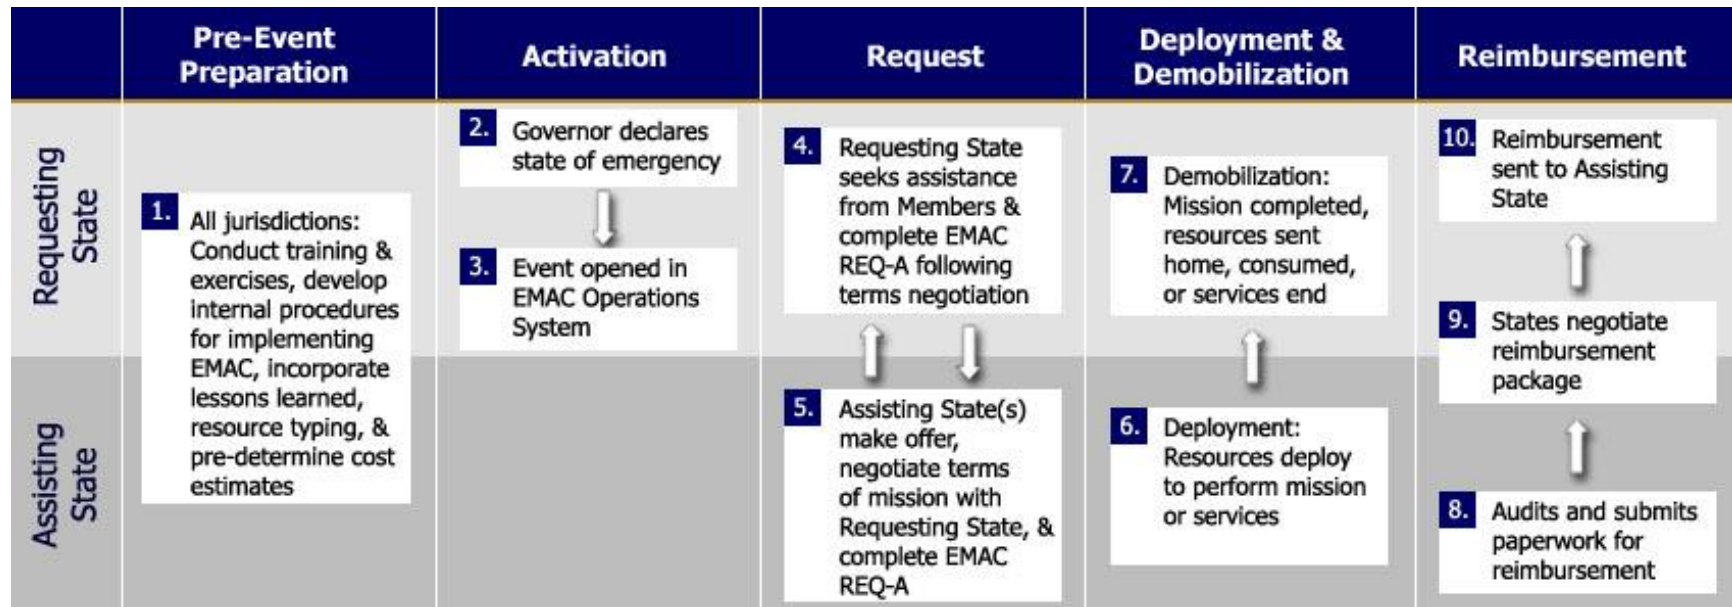 Pre-Event
Preparation
Activation
Request
Deployment &
Demobilization
Reimbursement
Requesting
State
Assisting
State
1.
All jurisdictions:
Conduct training &
exercises, develop
internal procedures
for implementing
EMAC, incorporate
lessons learned,
resource typing, &
pre-determine cost
estimates
2.
Governor declares
state of emergency
3.
Event opened in
EMAC Operations
System
4.
Requesting State
seeks assistance
from Members &
complete EMAC
REQ-A following
terms negotiation
5.
Assisting State(s)
make offer,
negotiate terms
of mission with
Requesting State, &
complete EMAC
REQ-A
6.
Deployment:
Resources deploy
to perform mission
or services
7.
Demobilization:
Mission completed,
resources sent
home, consumed,
or services end
8.
Audits and submits
paperwork for
reimbursement
9.
States negotiate
reimbursement
package
10.
Reimbursement
sent to Assisting
State